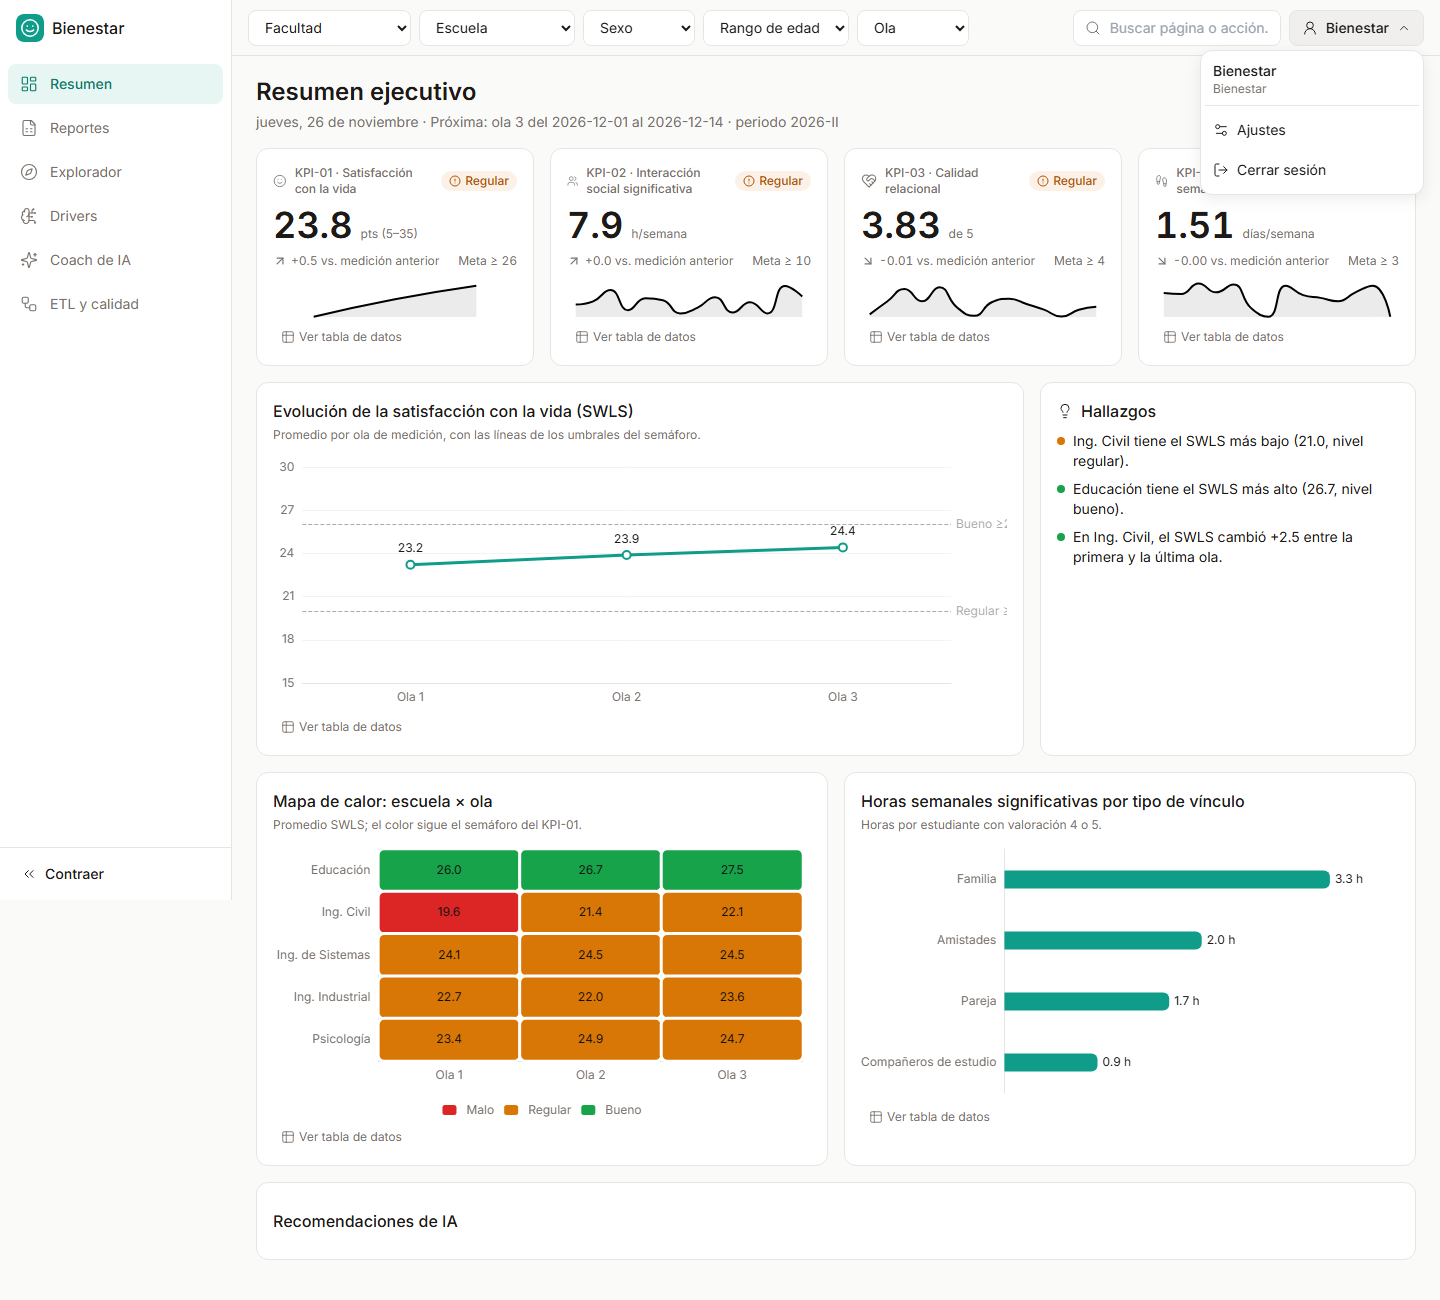 Bienestar
Facultad
Escuela
Sexo
Rango de edad
Ola
Buscar página o acción.
Bienestar
Bienestar
Bienestar
Ajustes
Cerrar sesión
Resumen
Reportes
Explorador
Drivers
Coach de IA
ETL y calidad
Contraer
Resumen ejecutivo
jueves, 26 de noviembre · Próxima: ola 3 del 2026-12-01 al 2026-12-14 · periodo 2026-II
KPI-01 · Satisfacción
con la vida
Regular
23.8 pts (5–35)
+0.5 vs. medición anterior Meta ≥ 26
Ver tabla de datos
KPI-02 · Interacción
social significativa
Regular
7.9 h/semana
+0.0 vs. medición anterior Meta ≥ 10
Ver tabla de datos
KPI-03 · Calidad
relacional
Regular
3.83 de 5
-0.01 vs. medición anterior Meta ≥ 4
Ver tabla de datos
KPI-
sem
1.51 días/semana
-0.00 vs. medición anterior Meta ≥ 3
Ver tabla de datos
Evolución de la satisfacción con la vida (SWLS)
Promedio por ola de medición, con las líneas de los umbrales del semáforo.
30
27
24
21
18
15
Bueno ≥
Regular ≥
23.2
23.9
24.4
Ola 1
Ola 2
Ola 3
Ver tabla de datos
Hallazgos
Ing. Civil tiene el SWLS más bajo (21.0, nivel
regular).
Educación tiene el SWLS más alto (26.7, nivel
bueno).
En Ing. Civil, el SWLS cambió +2.5 entre la
primera y la última ola.
Mapa de calor: escuela × ola
Promedio SWLS; el color sigue el semáforo del KPI-01.
Educación 26.0 26.7 27.5
Ing. Civil 19.6 21.4 22.1
Ing. de Sistemas 24.1 24.5 24.5
Ing. Industrial 22.7 22.0 23.6
Psicología 23.4 24.9 24.7
Ola 1 Ola 2 Ola 3
Malo Regular Bueno
Ver tabla de datos
Horas semanales significativas por tipo de vínculo
Horas por estudiante con valoración 4 o 5.
Familia 3.3 h
Amistades 2.0 h
Pareja 1.7 h
Compañeros de estudio 0.9 h
Ver tabla de datos
Recomendaciones de IA